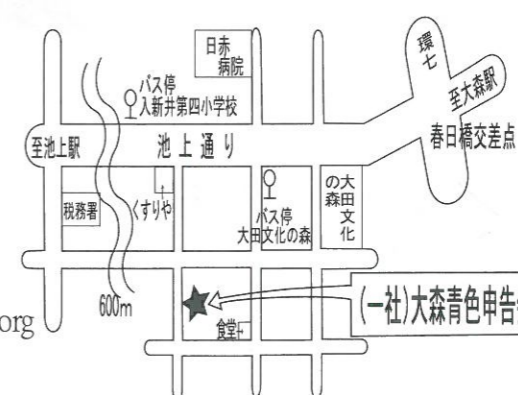 環七
日赤
病院
バス停
入新井第四小学校
至大森駅
春日橋交差点
至池上駅
池上通り
税務署
くすりや
バス停
大田文化の森
大田文化
の森
600m
(一社)大森青色申告
食堂
org